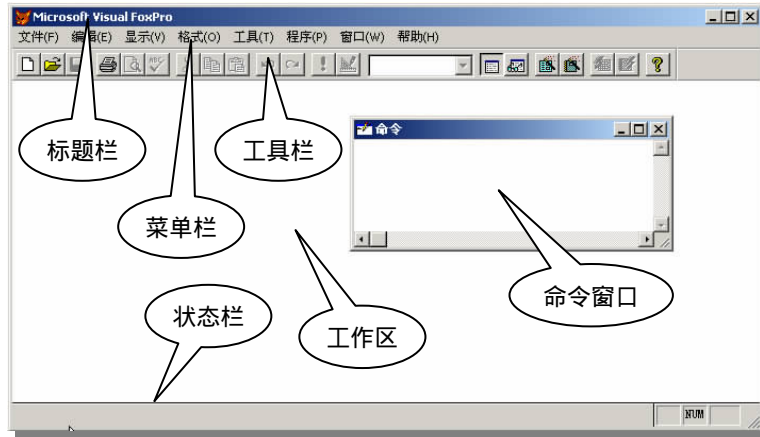 Microsoft Visual FoxPro
文件(F) 编辑(E) 显示(V) 格式(O) 工具(T) 程序(P) 窗口(W) 帮助(H)
命令
标题栏
工具栏
菜单栏
命令窗口
状态栏
工作区
NUM